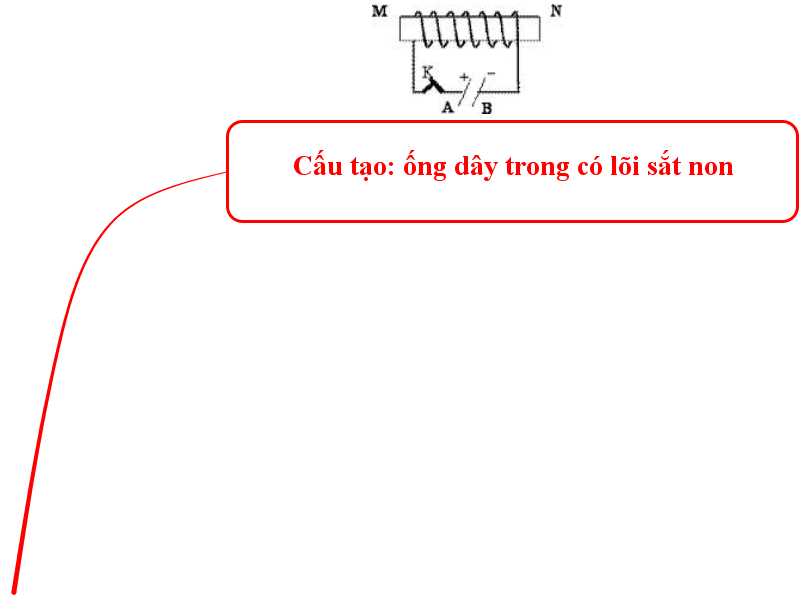 M N
K + −
A B
Cấu tạo: ống dây trong có lõi sắt non